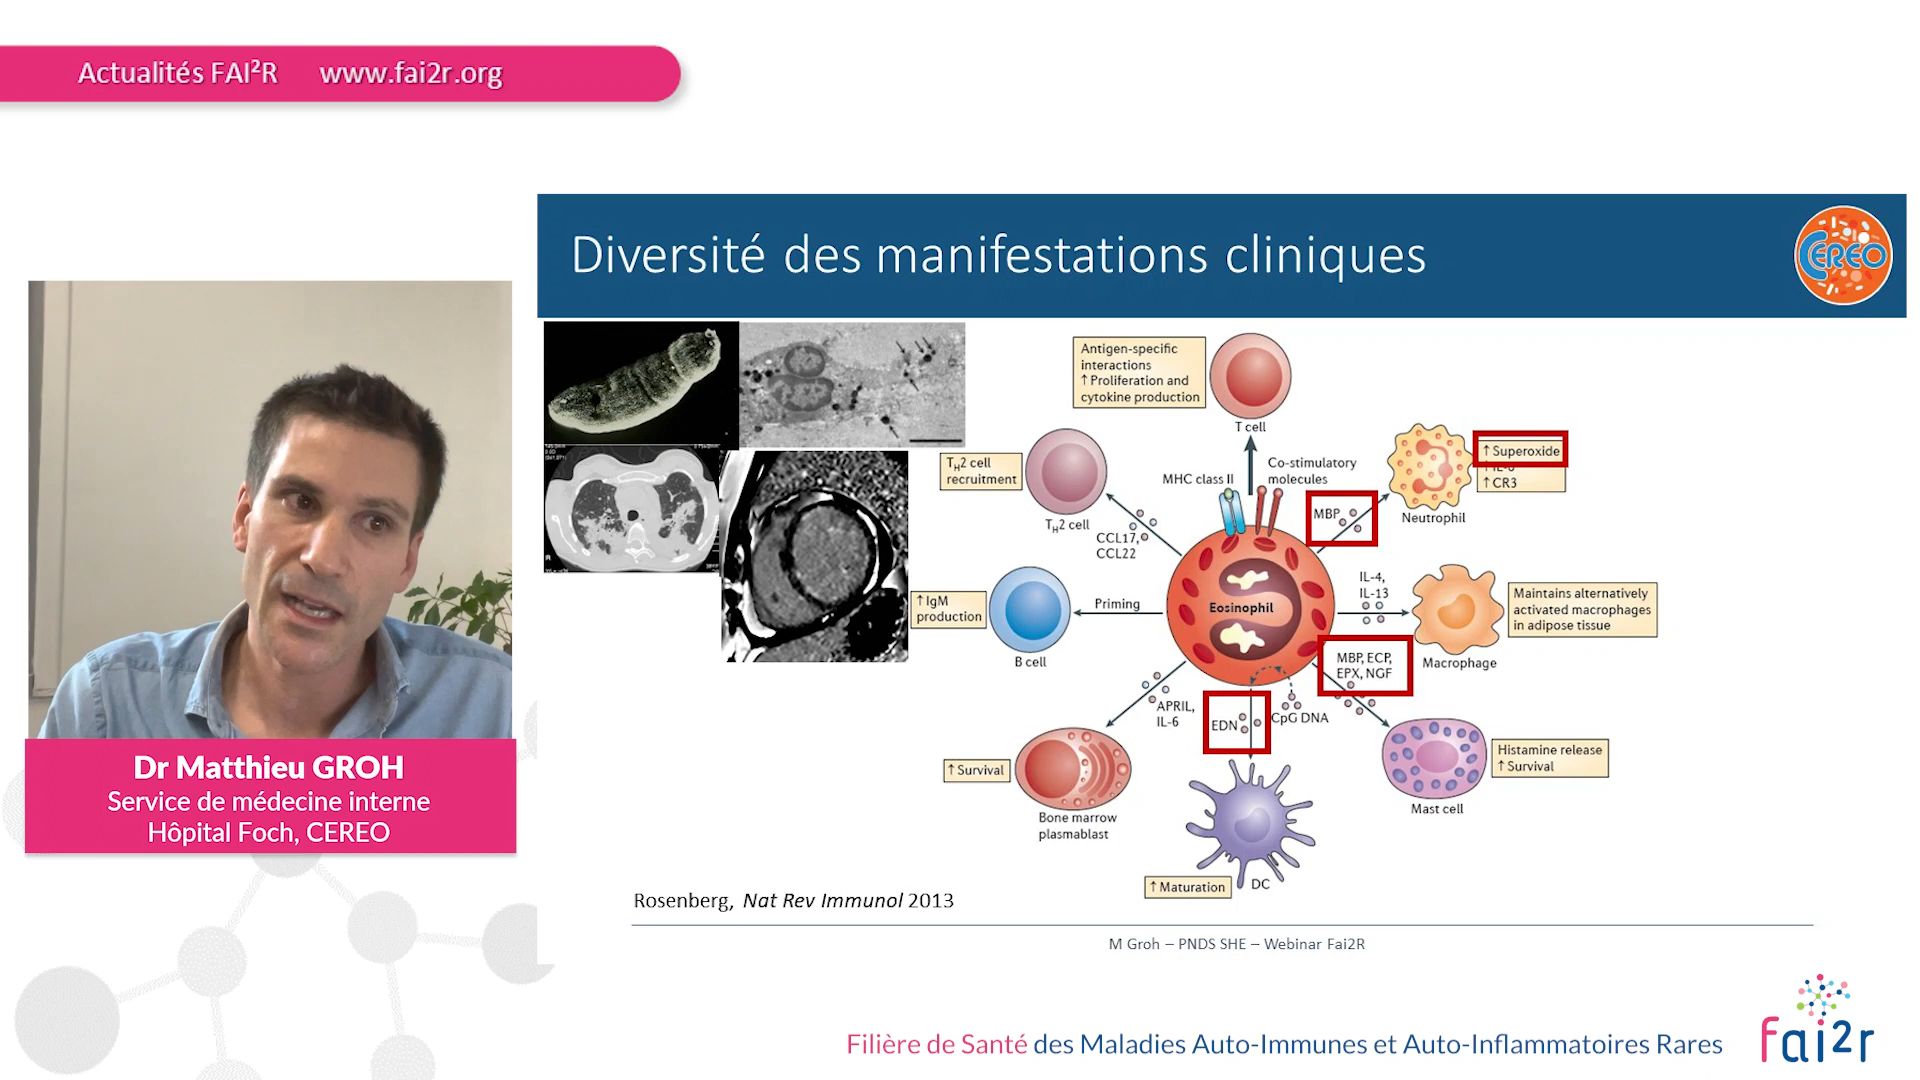 Actualités FAI²R www.fai2r.org
Diversité des manifestations cliniques
CEREO
Antigen-specific
interactions
↑ Proliferation and
cytokine production
T cell
TH2 cell
recruitment
TH2 cell
MHC class II
Co-stimulatory
molecules
MBP
↑ Superoxide
↑ CR3
Neutrophil
CCL17,
CCL22
IL-4,
IL-13
Maintains alternatively
activated macrophages
in adipose tissue
Macrophage
↑ IgM
production
B cell
Priming
Eosinophil
MBP, ECP,
EPX, NGF
APRIL,
IL-6
EDN
CpG DNA
Histamine release
↑ Survival
Mast cell
↑ Survival
Bone marrow
plasmablast
↑ Maturation
DC
Dr Matthieu GROH
Service de médecine interne
Hôpital Foch, CEREO
Rosenberg, Nat Rev Immunol 2013
M Groh – PNDS SHE – Webinar Fai2R
Filière de Santé des Maladies Auto-Immunes et Auto-Inflammatoires Rares
fai2r